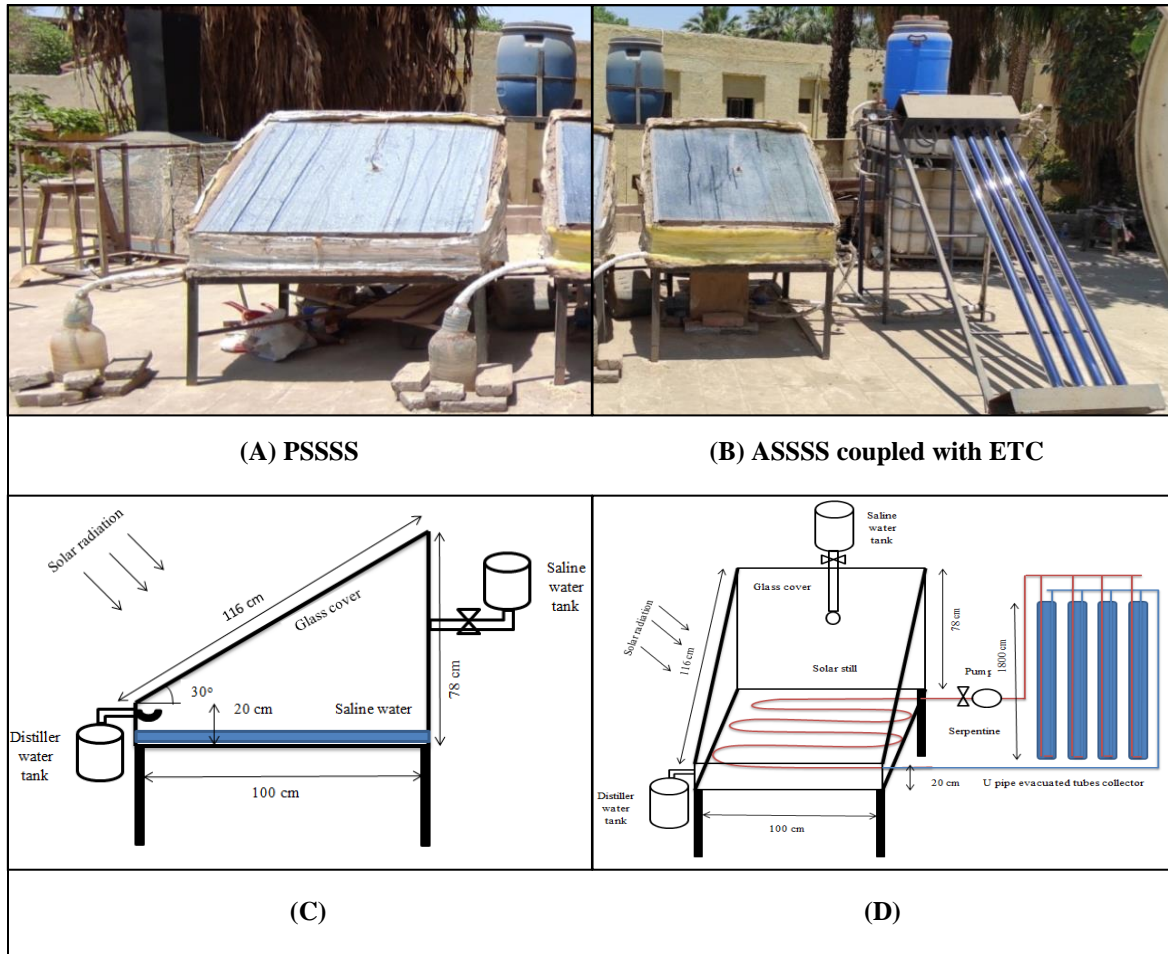 (A) PSSSS
(B) ASSSS coupled with ETC
Solar radiation
116 cm
Glass cover
Saline
water
tank
30°
20 cm
Saline water
78 cm
Distiller
water
tank
100 cm
Saline
water
tank
Glass cover
Solar radiation
116 cm
Solar still
78 cm
1800 cm
Pump
Serpentine
Distiller
water
tank
20 cm
U pipe evacuated tubes collector
100 cm
(C)
(D)